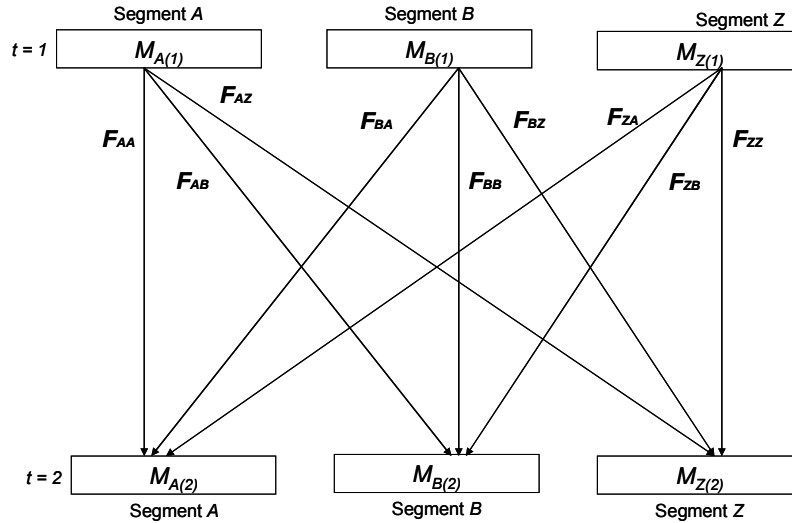 Segment A
Segment B
Segment Z
t = 1
M_A(1)
M_B(1)
M_Z(1)
F_AZ
F_BA
F_BZ
F_ZA
F_AA
F_ZZ
F_AB
F_BB
F_ZB
t = 2
M_A(2)
M_B(2)
M_Z(2)
Segment A
Segment B
Segment Z